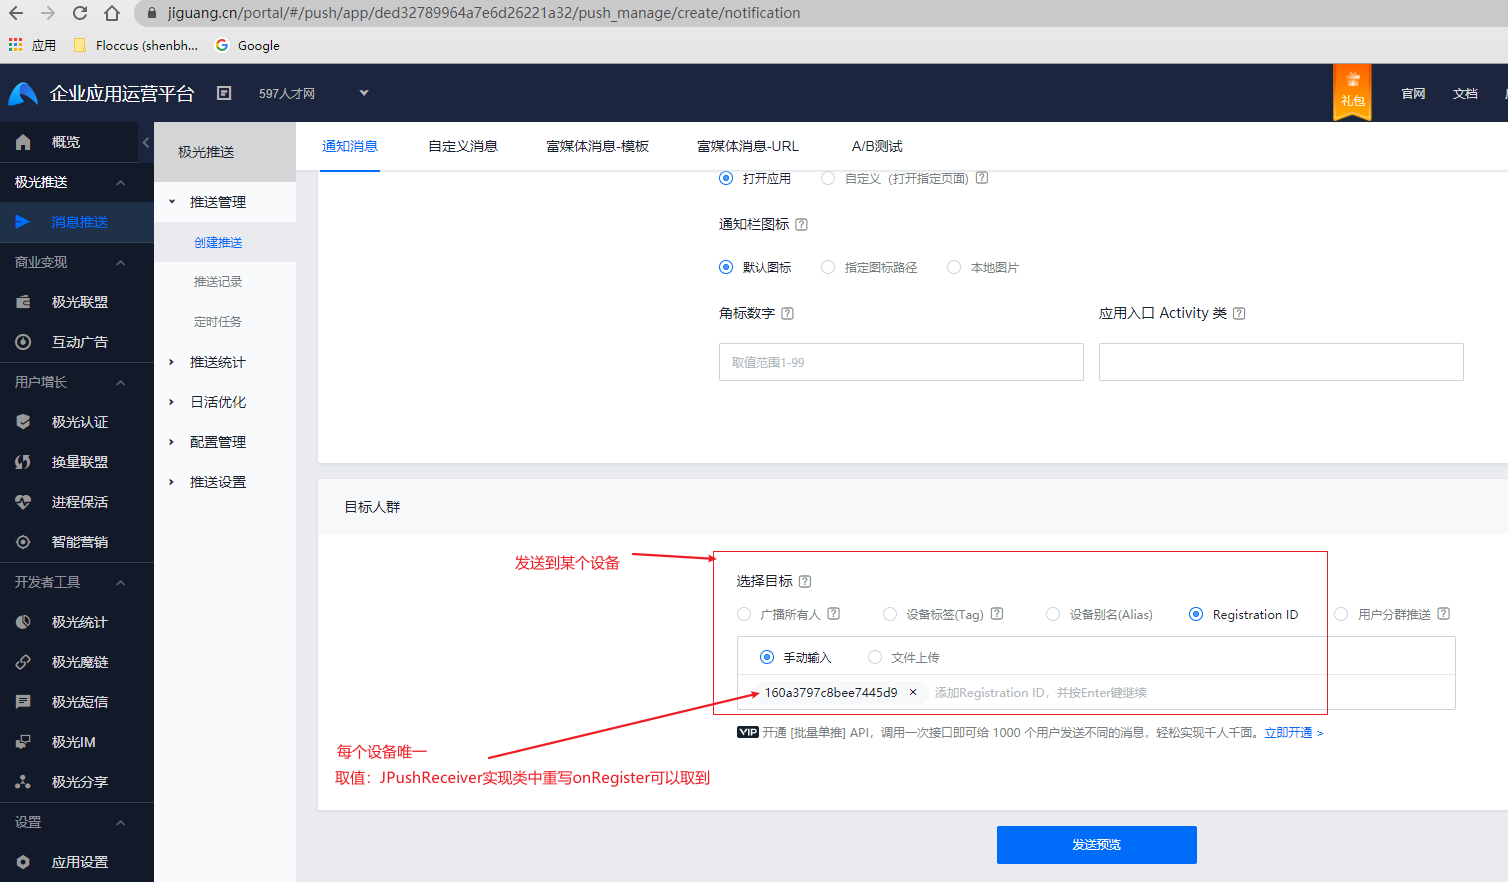 jiguang.cn/portal/#/push/app/ded32789964a7e6d26221a32/push_manage/create/notification
应用 Floccus (shenbh... Google
企业应用运营平台 597人才网 礼包 官网 文档
概览
极光推送
消息推送
商业变现
极光联盟
互动广告
用户增长
极光认证
换量联盟
进程保活
智能营销
开发者工具
极光统计
极光魔链
极光短信
极光IM
极光分享
设置
应用设置
极光推送
推送管理
创建推送
推送记录
定时任务
推送统计
日活优化
配置管理
推送设置
通知消息 自定义消息 富媒体消息-模板 富媒体消息-URL A/B测试
打开应用 自定义（打开指定页面） ?
通知栏图标 ?
默认图标 指定图标路径 本地图片
角标数字 ? 应用入口 Activity 类 ?
取值范围1-99
目标人群
发送到某个设备
选择目标 ?
广播所有人 ? 设备标签(Tag) ? 设备别名(Alias) Registration ID 用户分群推送 ?
手动输入 文件上传
160a3797c8bee7445d9 × 添加Registration ID，并按Enter键继续
VIP 开通 [批量单推] API，调用一次接口即可给 1000 个用户发送不同的消息，轻松实现千人千面。立即开通 >
每个设备唯一
取值：JPushReceiver实现类中重写onRegister可以取到
发送预览